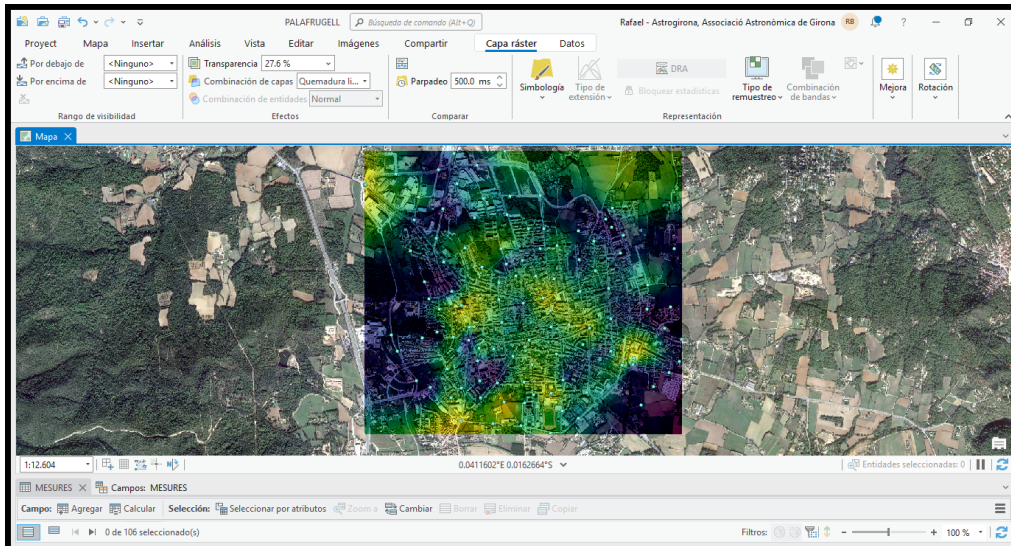 PALAFRUGELL Búsqueda de comando (Alt+Q) Rafael - Astrogirona, Associació Astronòmica de Girona RB ?
Proyect Mapa Insertar Análisis Vista Editar Imágenes Compartir Capa ráster Datos
Por debajo de <Ninguno> Transparencia 27.6 % DRA
Por encima de <Ninguno> Combinación de capas Quemadura li... Parpadeo 500.0 ms Simbología Tipo de extensión Bloquear estadísticas Tipo de remuestreo Combinación de bandas Mejora Rotación
Combinación de entidades Normal
Rango de visibilidad Efectos Comparar Representación
Mapa
1:12.604 0.0411602°E 0.0162664°S Entidades seleccionadas: 0
MESURES Campos: MESURES
Campo: Agregar Calcular Selección: Seleccionar por atributos Zoom a Cambiar Borrar Eliminar Copiar
0 de 106 seleccionado(s) Filtros: - + 100 %